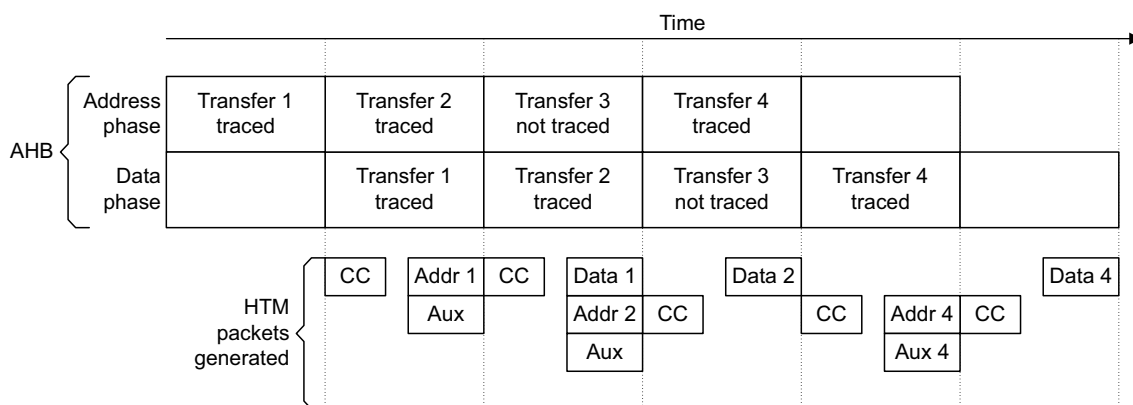 Time
AHB
Address
phase
Transfer 1
traced
Transfer 2
traced
Transfer 3
not traced
Transfer 4
traced
Data
phase
Transfer 1
traced
Transfer 2
traced
Transfer 3
not traced
Transfer 4
traced
HTM
packets
generated
CC
Addr 1
CC
Data 1
Data 2
Data 4
Aux
Addr 2
CC
CC
Addr 4
CC
Aux
Aux 4